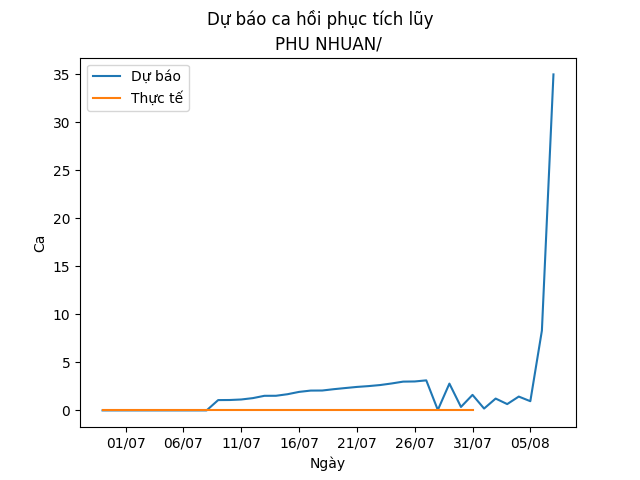 Dự báo ca hồi phục tích lũy
PHU NHUAN/
Dự báo
Thực tế
35
30
25
20
15
10
5
0
Ca
01/07 06/07 11/07 16/07 21/07 26/07 31/07 05/08
Ngày